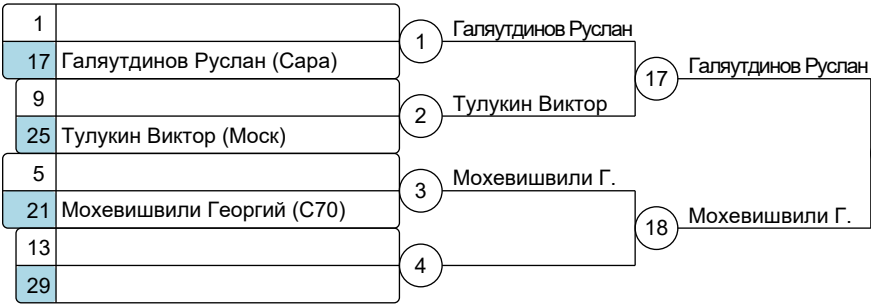 1
17 Галяутдинов Руслан (Сара)
9
25 Тулукин Виктор (Моск)
5
21 Мохевишвили Георгий (С70)
13
29
1
Галяутдинов Руслан
2
Тулукин Виктор
3
Мохевишвили Г.
4
17
Галяутдинов Руслан
18
Мохевишвили Г.